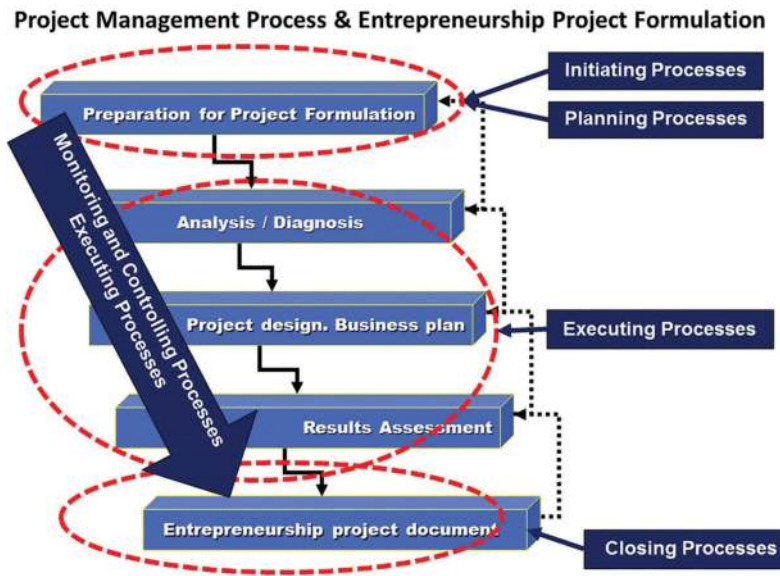 Project Management Process & Entrepreneurship Project Formulation
Initiating Processes
Preparation for Project Formulation
Planning Processes
Monitoring and Controlling Processes
Executing Processes
Analysis / Diagnosis
Project design. Business plan
Executing Processes
Results Assessment
Entrepreneurship project document
Closing Processes